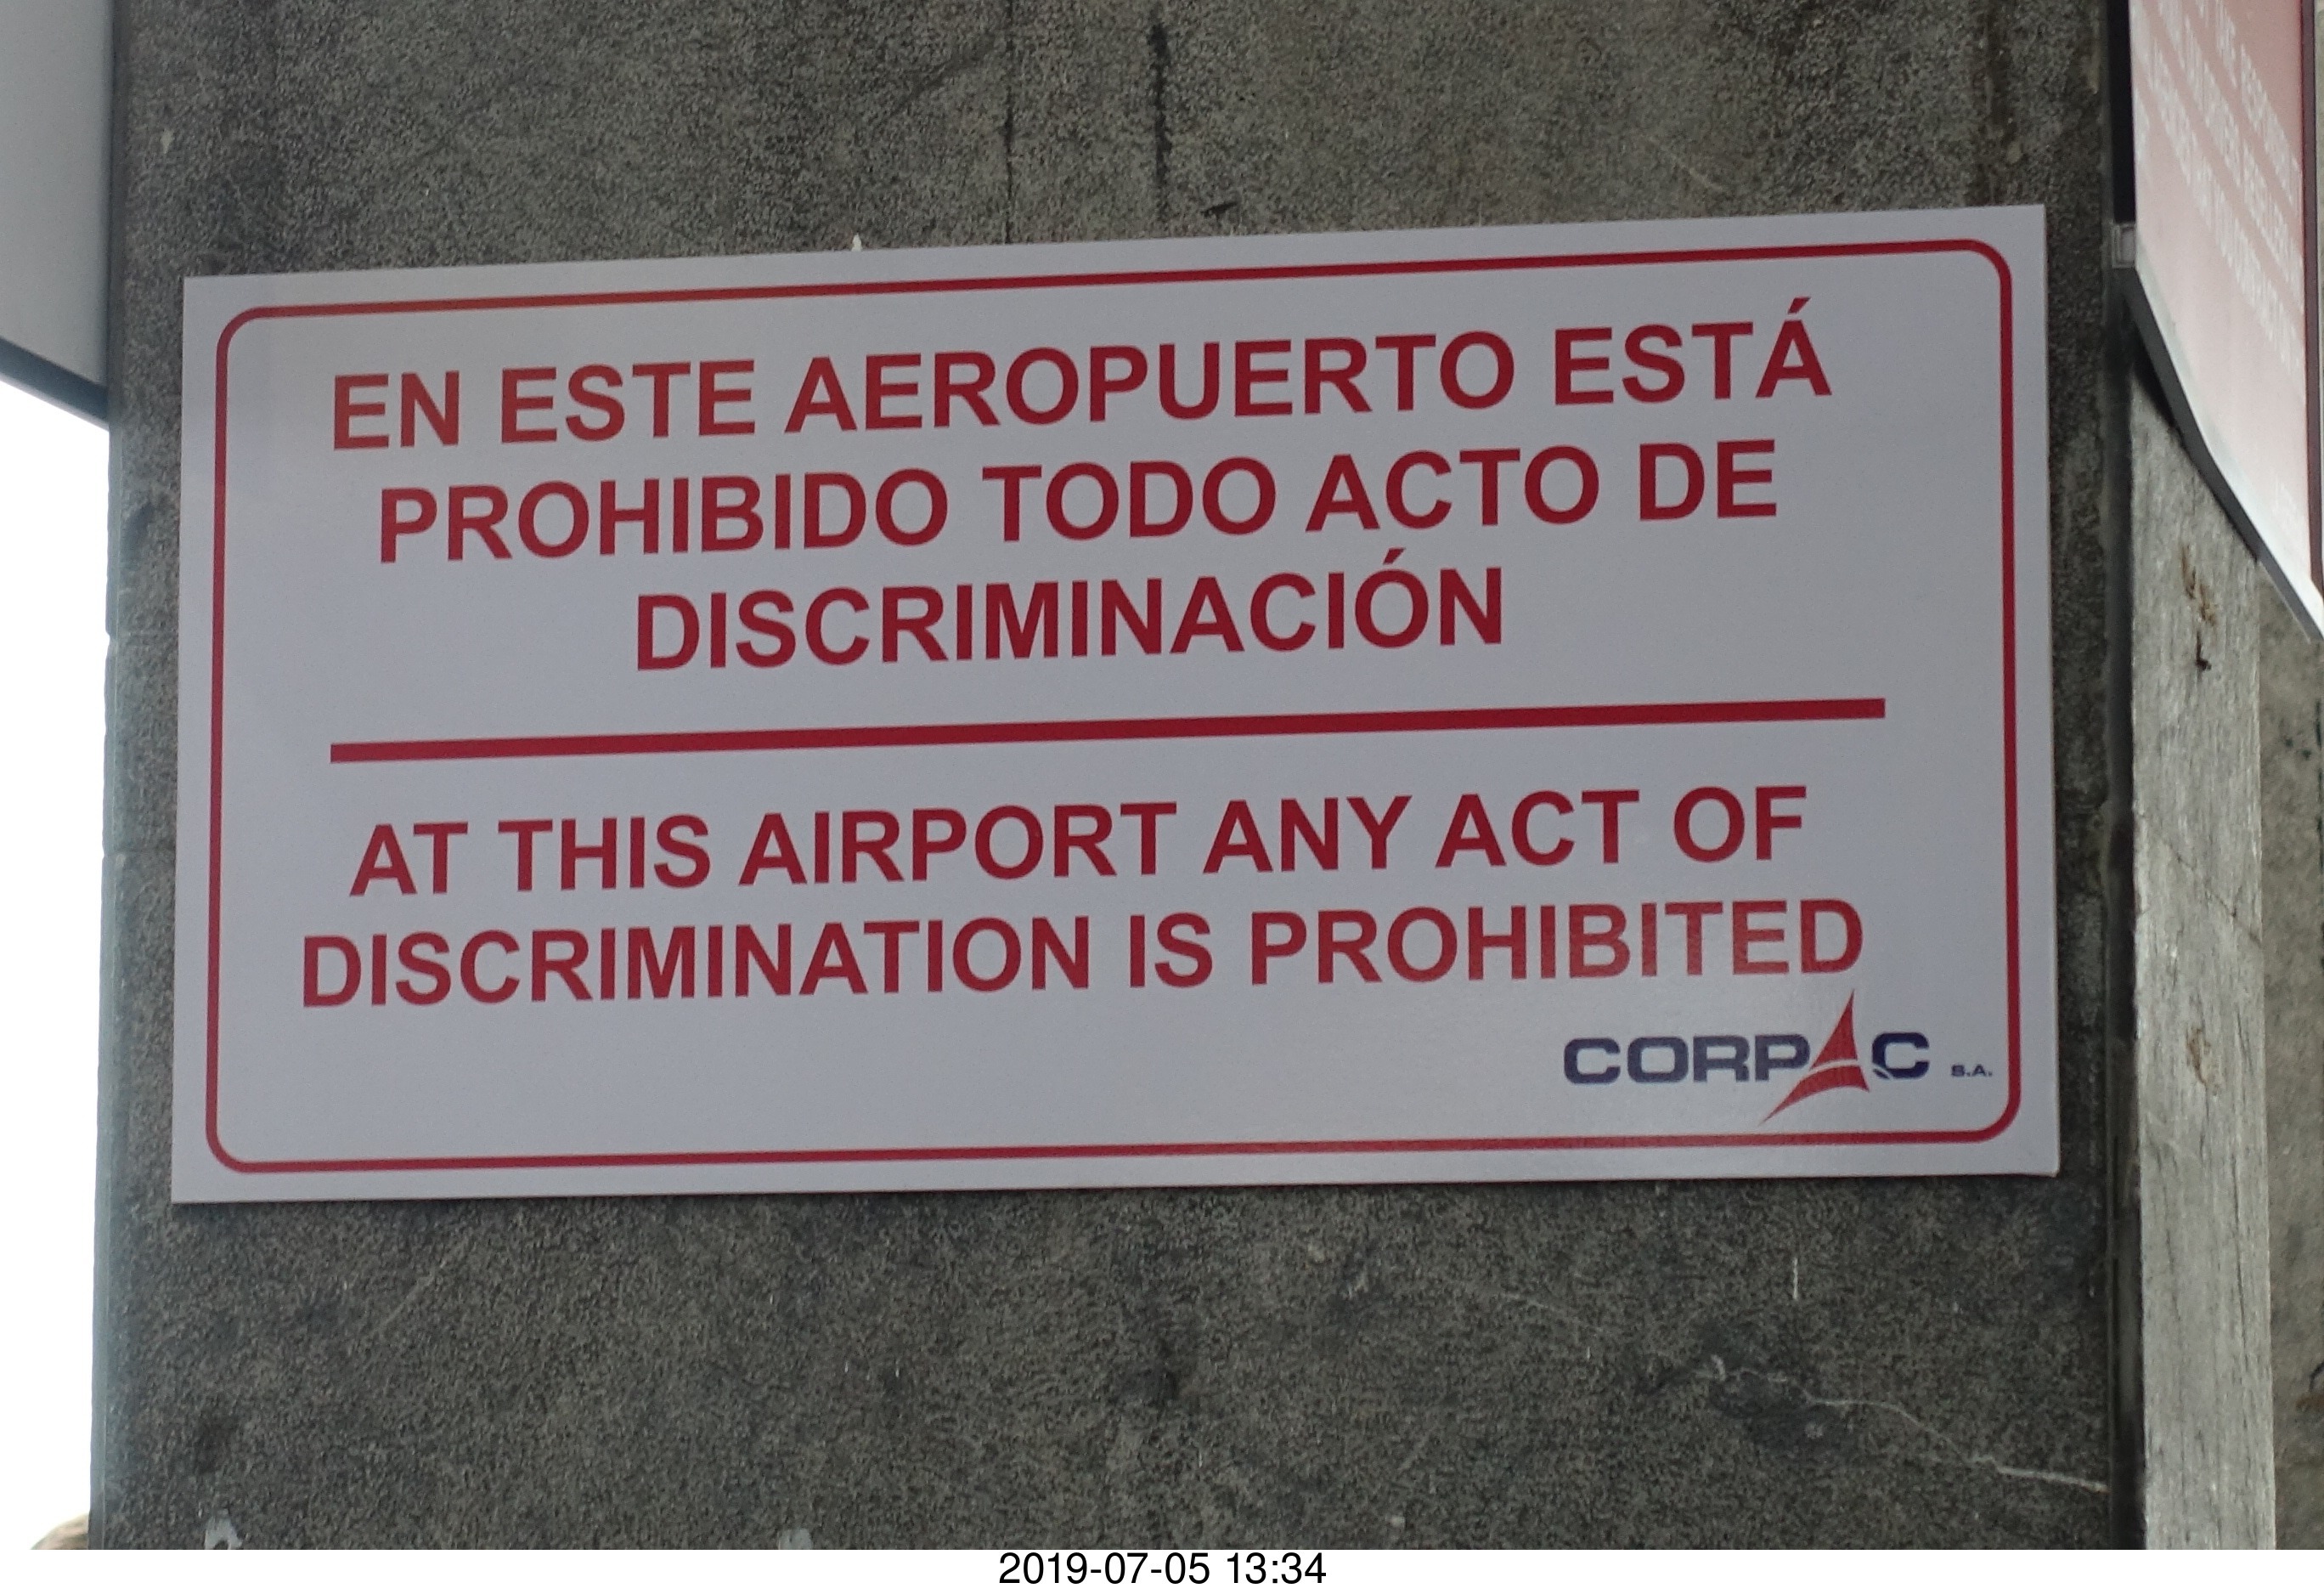 EN ESTE AEROPUERTO ESTÁ
PROHIBIDO TODO ACTO DE
DISCRIMINACIÓN
AT THIS AIRPORT ANY ACT OF
DISCRIMINATION IS PROHIBITED
CORPAC S.A.
2019-07-05 13:34